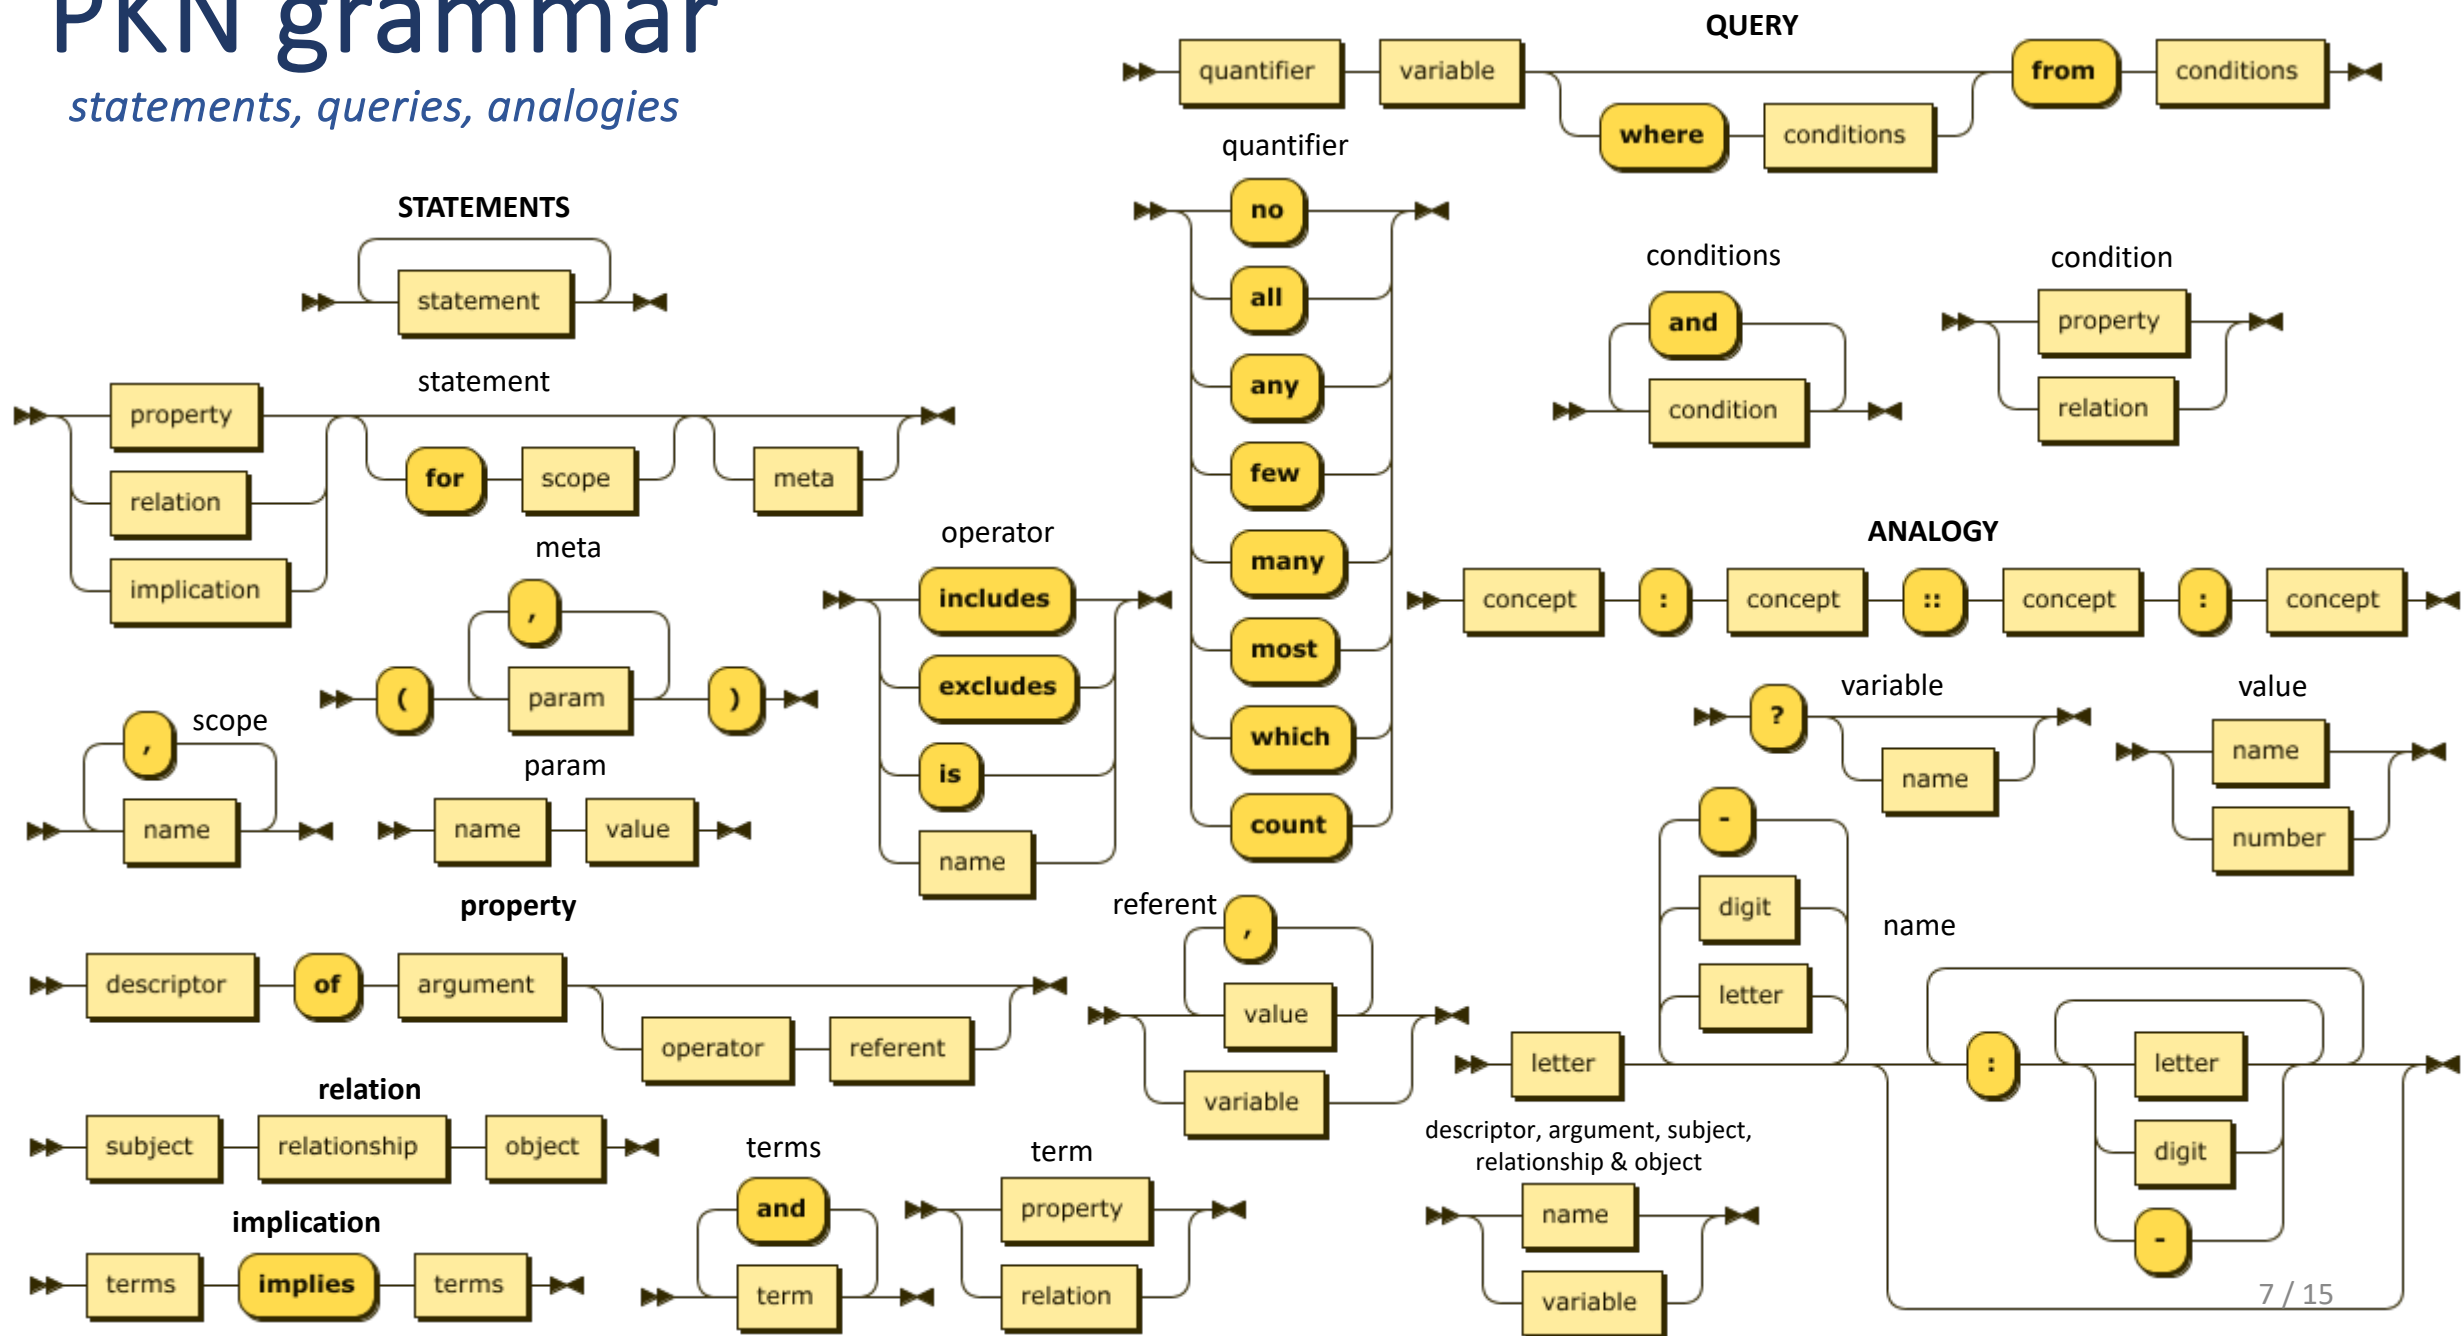 PKN grammar
statements, queries, analogies
STATEMENTS
statement
statement
property
for
scope
meta
relation
implication
meta
,
(
param
)
scope
,
name
param
name
value
operator
includes
excludes
is
name
property
descriptor
of
argument
operator
referent
relation
subject
relationship
object
implication
terms
implies
terms
terms
and
term
term
property
relation
QUERY
quantifier
variable
from
conditions
where
conditions
quantifier
no
all
any
few
many
most
which
count
conditions
and
condition
condition
property
relation
ANALOGY
concept
:
concept
::
concept
:
concept
variable
?
name
value
name
number
referent
,
value
variable
name
-
digit
letter
letter
:
letter
digit
-
descriptor, argument, subject,
relationship & object
name
variable
7 / 15